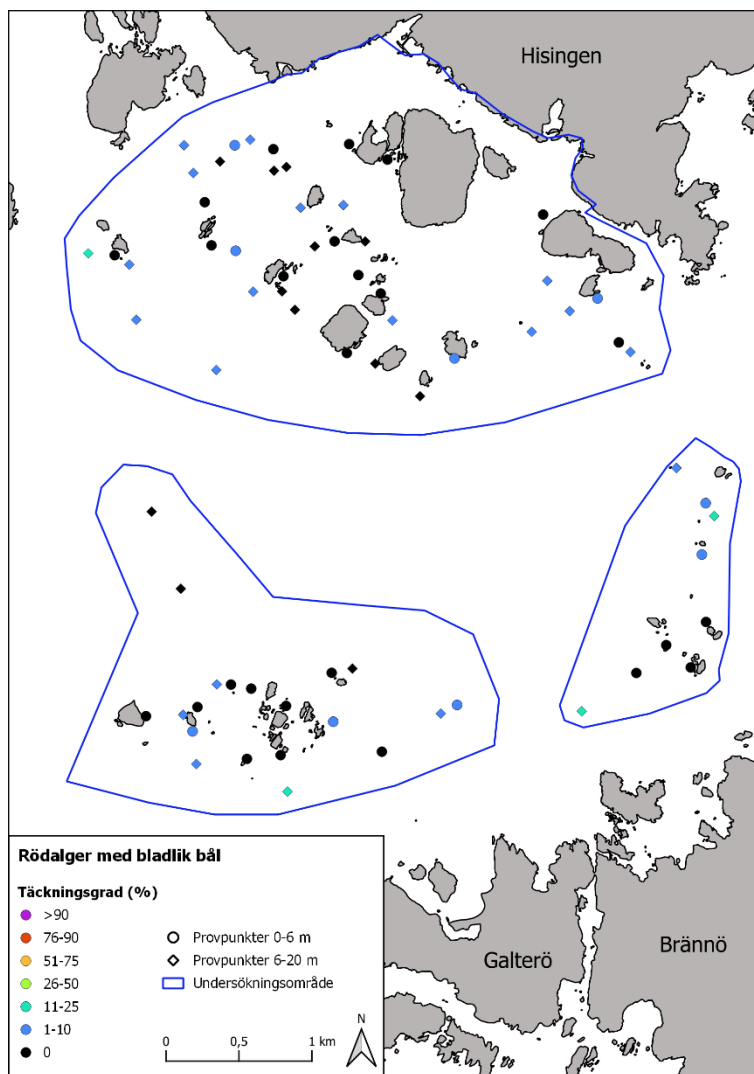 Hisingen
Rödalger med bladlik bål
Täckningsgrad (%)
>90
76-90
51-75
26-50
11-25
1-10
0
Provpunkter 0-6 m
Provpunkter 6-20 m
Undersökningsområde
0 0,5 1 km
N
Galterö
Brännö